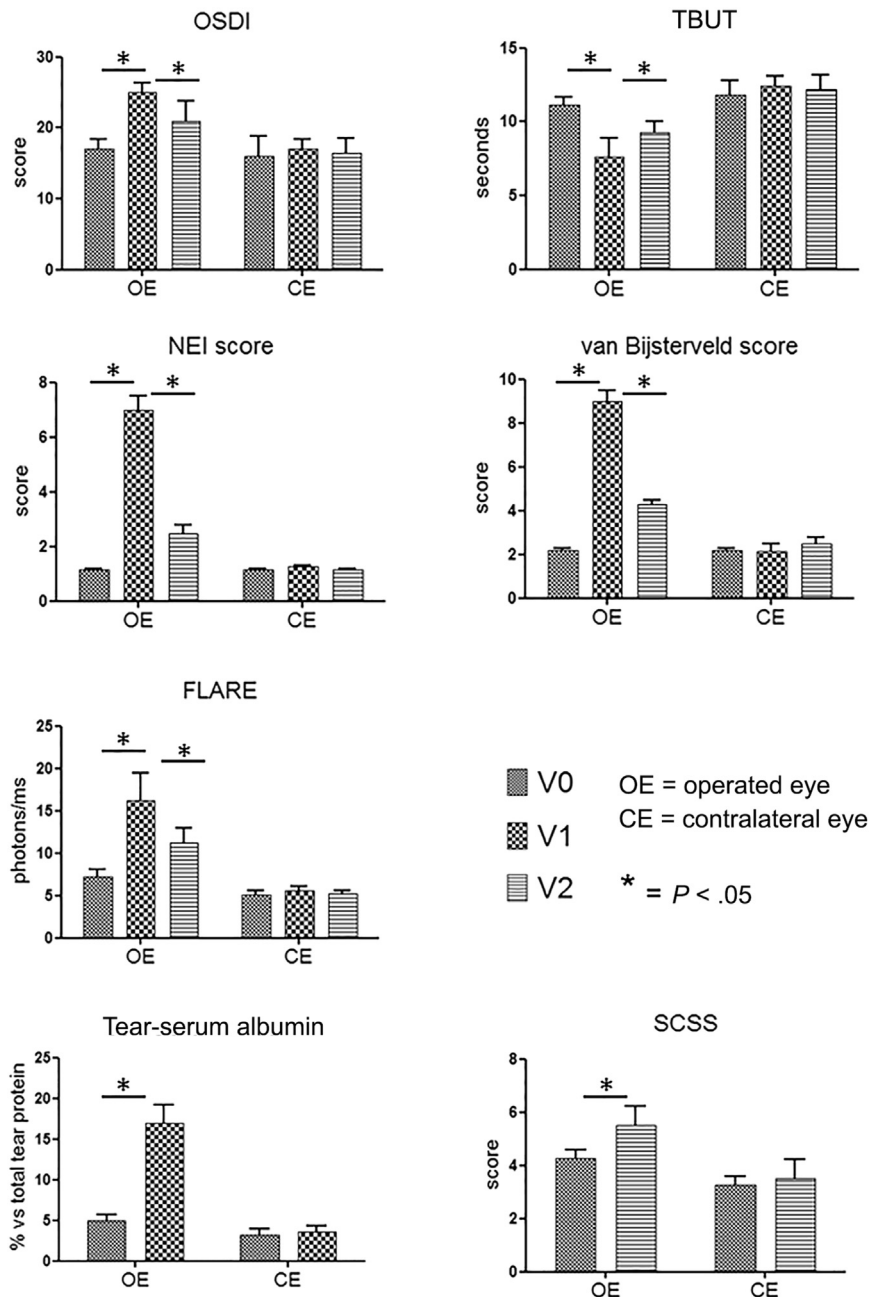 OSDI
30
20
10
0
score
* *
OE CE
TBUT
15
10
5
0
seconds
* *
OE CE
NEI score
8
6
4
2
0
score
* *
OE CE
van Bijsterveld score
10
8
6
4
2
0
score
* *
OE CE
FLARE
25
20
15
10
5
0
photons/ms
* *
OE CE
V0
V1
V2
OE = operated eye
CE = contralateral eye
* = P < .05
Tear-serum albumin
25
20
15
10
5
0
% vs total tear protein
*
OE CE
SCSS
8
6
4
2
0
score
*
OE CE